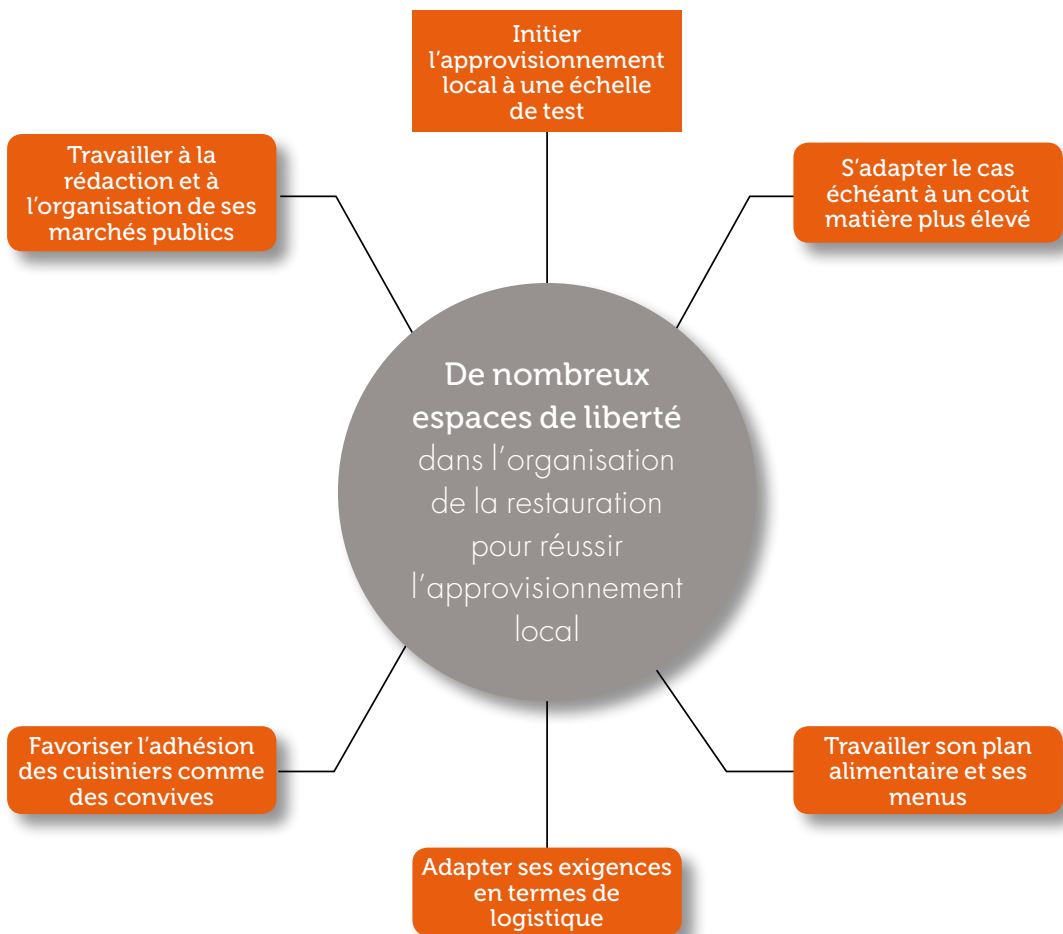 Initier
l’approvisionnement
local à une échelle
de test
Travailler à la
rédaction et à
l’organisation de ses
marchés publics
S’adapter le cas
échéant à un coût
matière plus élevé
De nombreux
espaces de liberté
dans l’organisation
de la restauration
pour réussir
l’approvisionnement
local
Favoriser l’adhésion
des cuisiniers comme
des convives
Travailler son plan
alimentaire et ses
menus
Adapter ses exigences
en termes de
logistique